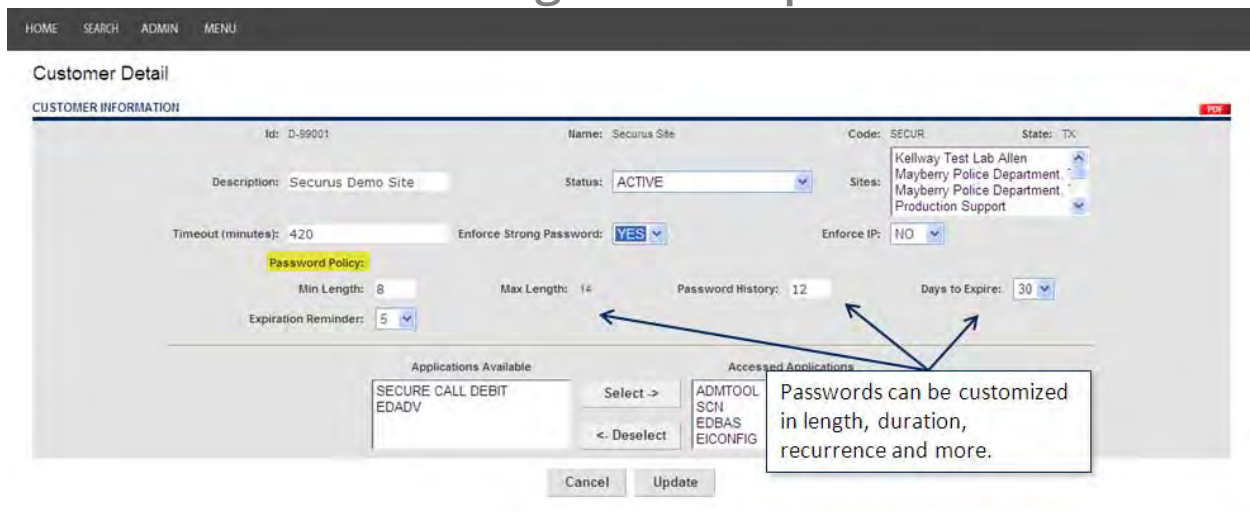 HOME SEARCH ADMIN MENU
Customer Detail
CUSTOMER INFORMATION
PDF
Id: D-99001 Name: Securus Site Code: SECUR State: TX
Description: Securus Demo Site Status: ACTIVE Sites: Kellway Test Lab Allen
Mayberry Police Department,
Mayberry Police Department,
Production Support
Timeout (minutes): 420 Enforce Strong Password: YES Enforce IP: NO
Password Policy:
Min Length: 8 Max Length: 14 Password History: 12 Days to Expire: 30
Expiration Reminder: 5
Applications Available Accessed Applications
SECURE CALL DEBIT
EDADV
Select ->
<- Deselect
ADMTOOL
SCN
EDBAS
EICONFIG
Passwords can be customized
in length, duration,
recurrence and more.
Cancel Update